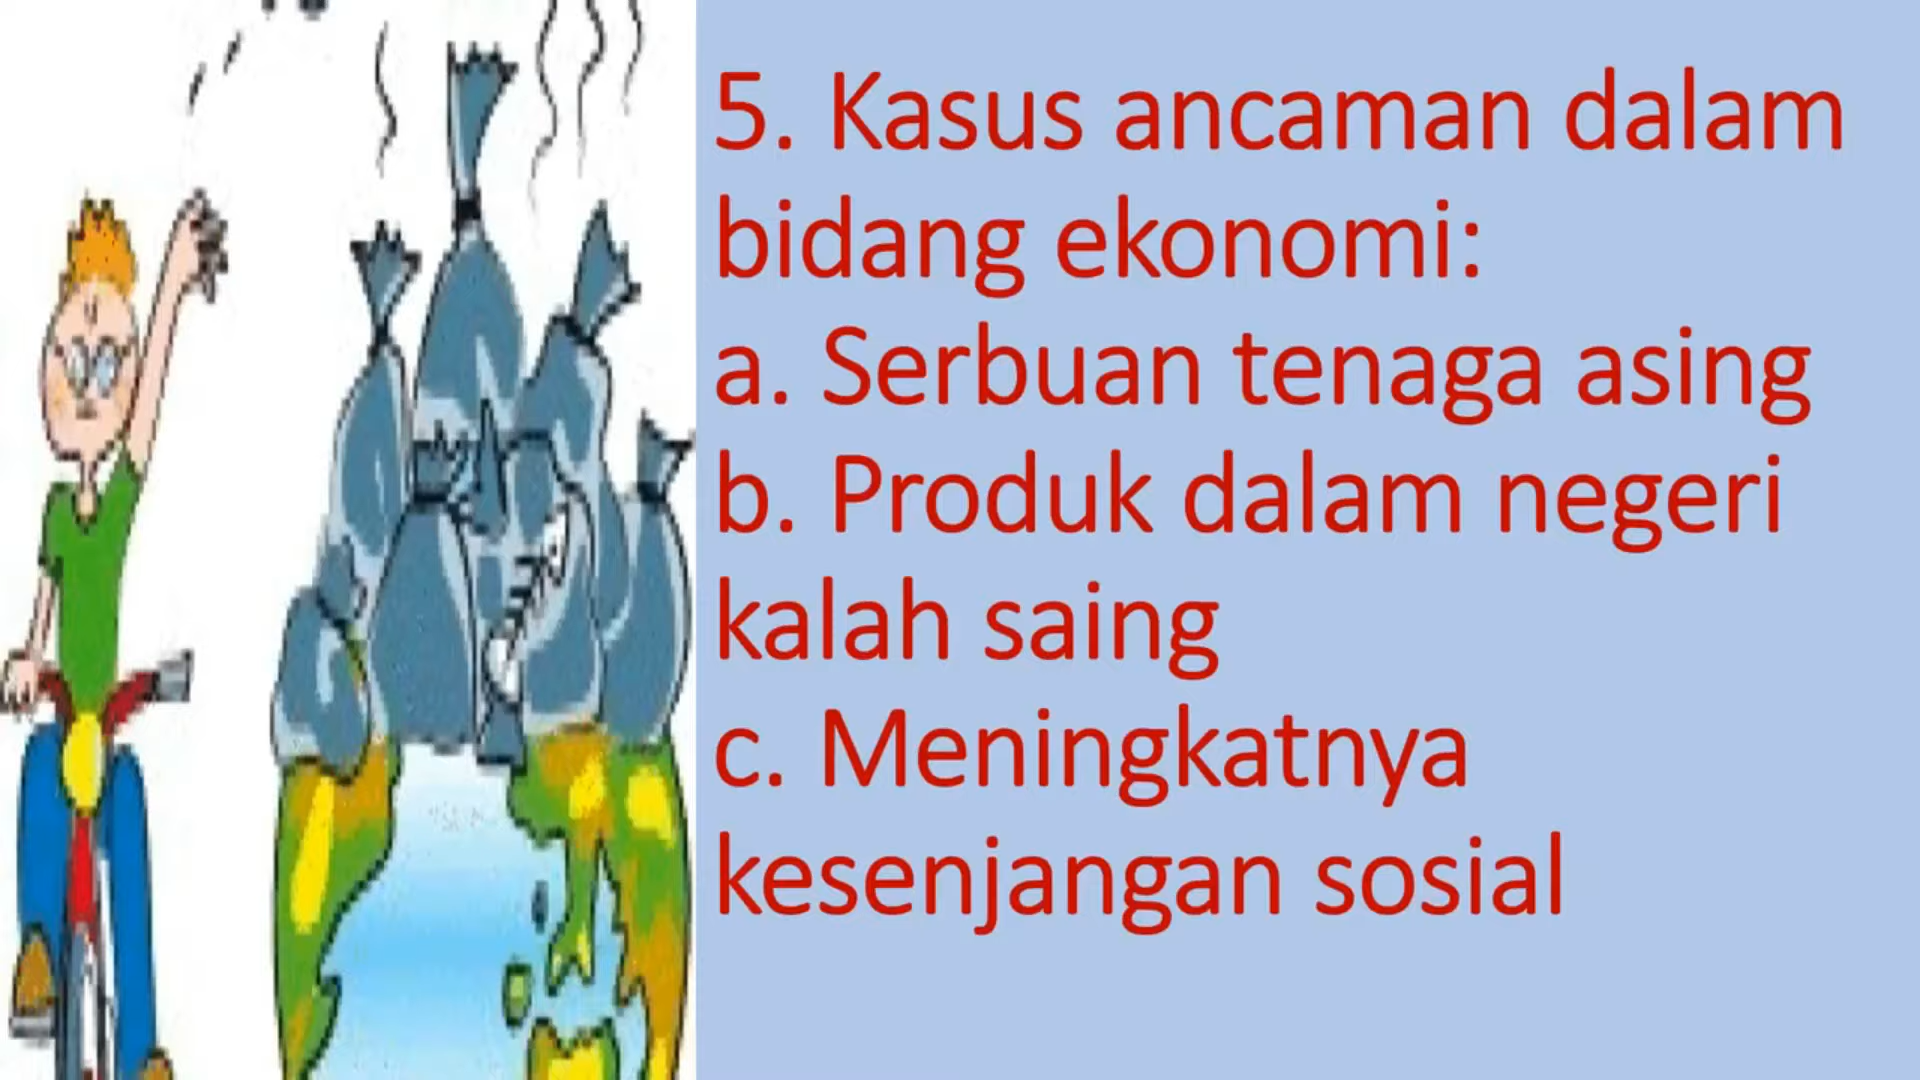 5. Kasus ancaman dalam
bidang ekonomi:
a. Serbuan tenaga asing
b. Produk dalam negeri
kalah saing
c. Meningkatnya
kesenjangan sosial